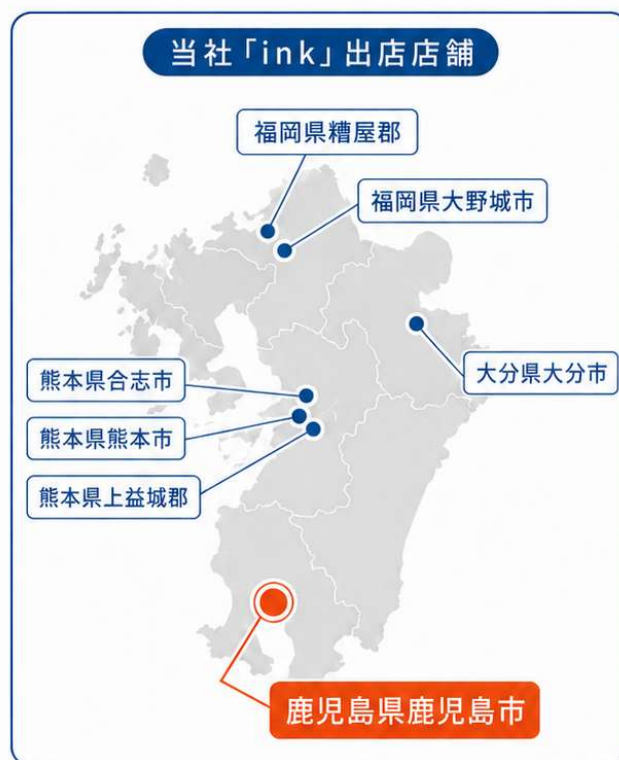 当社「ink」出店店舗
福岡県糟屋郡
福岡県大野城市
大分県大分市
熊本県合志市
熊本県熊本市
熊本県上益城郡
鹿児島県鹿児島市